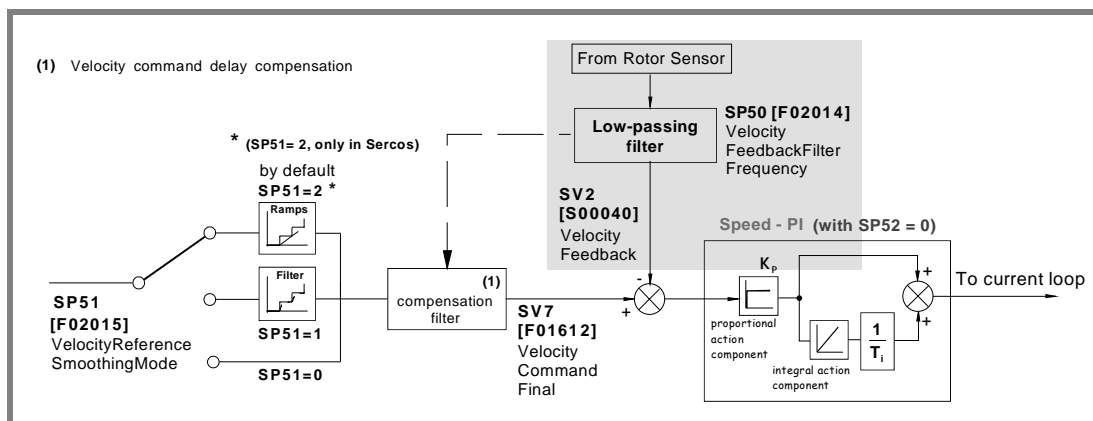 (1) Velocity command delay compensation
From Rotor Sensor
Low-passing
filter
SP50 [F02014]
Velocity
FeedbackFilter
Frequency
* (SP51= 2, only in Sercos)
by default
SP51=2 *
Ramps
Filter
SP51=1
SP51=0
SP51
[F02015]
VelocityReference
SmoothingMode
(1)
compensation
filter
SV2
[S00040]
Velocity
Feedback
SV7
[F01612]
Velocity
Command
Final
-
+
Speed - PI (with SP52 = 0)
KP
proportional
action
component
integral action
component
1
Ti
+
+
To current loop